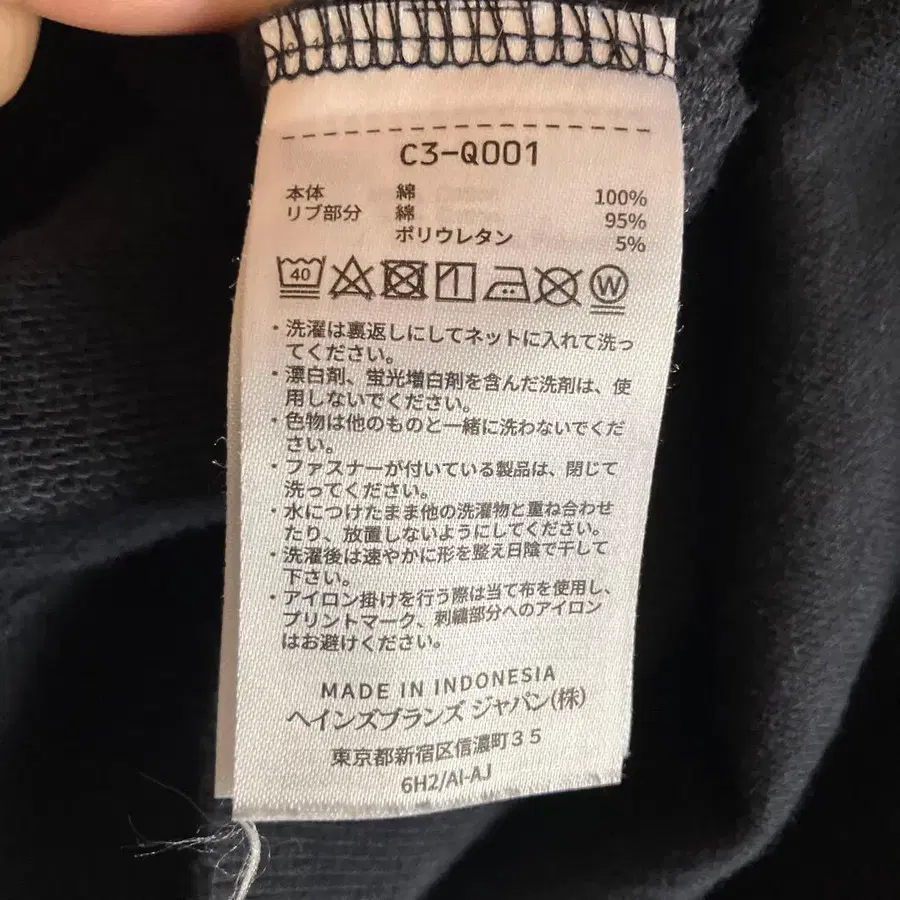 C3-Q001
本体 綿 100%
リブ部分 綿 95%
ポリウレタン 5%
40 W
・洗濯は裏返しにしてネットに入れて洗っ
てください。
・漂白剤、蛍光増白剤を含んだ洗剤は、使
用しないでください。
・色物は他のものと一緒に洗わないでくだ
さい。
・ファスナーが付いている製品は、閉じて
洗ってください。
・水につけたまま他の洗濯物と重ね合わせ
たり、放置しないようにしてください。
・洗濯後は速やかに形を整え日陰で干して
下さい。
・アイロン掛けを行う際は当て布を使用し、
プリントマーク、刺繍部分へのアイロン
はお避けください。
MADE IN INDONESIA
ヘインズブランズ ジャパン(株)
東京都新宿区信濃町35
6H2/AI-AJ